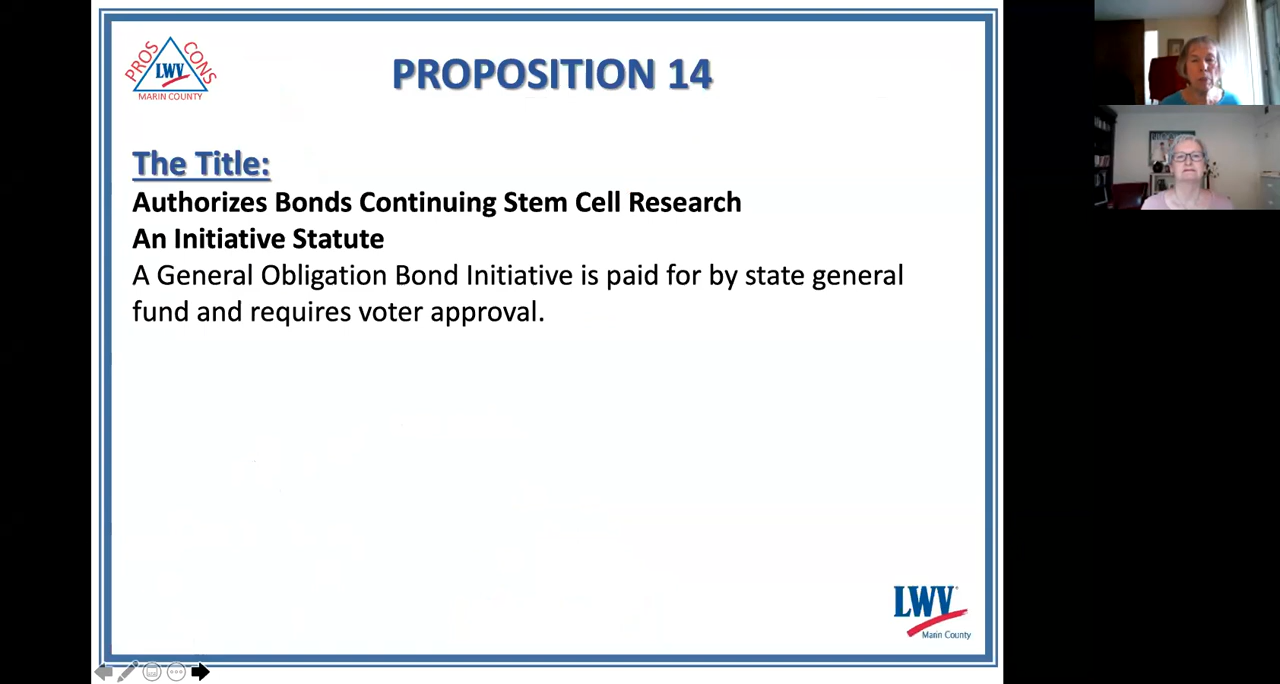 PROS CONS
LWV
MARIN COUNTY
PROPOSITION 14
The Title:
Authorizes Bonds Continuing Stem Cell Research
An Initiative Statute
A General Obligation Bond Initiative is paid for by state general
fund and requires voter approval.
LWV
Marin County